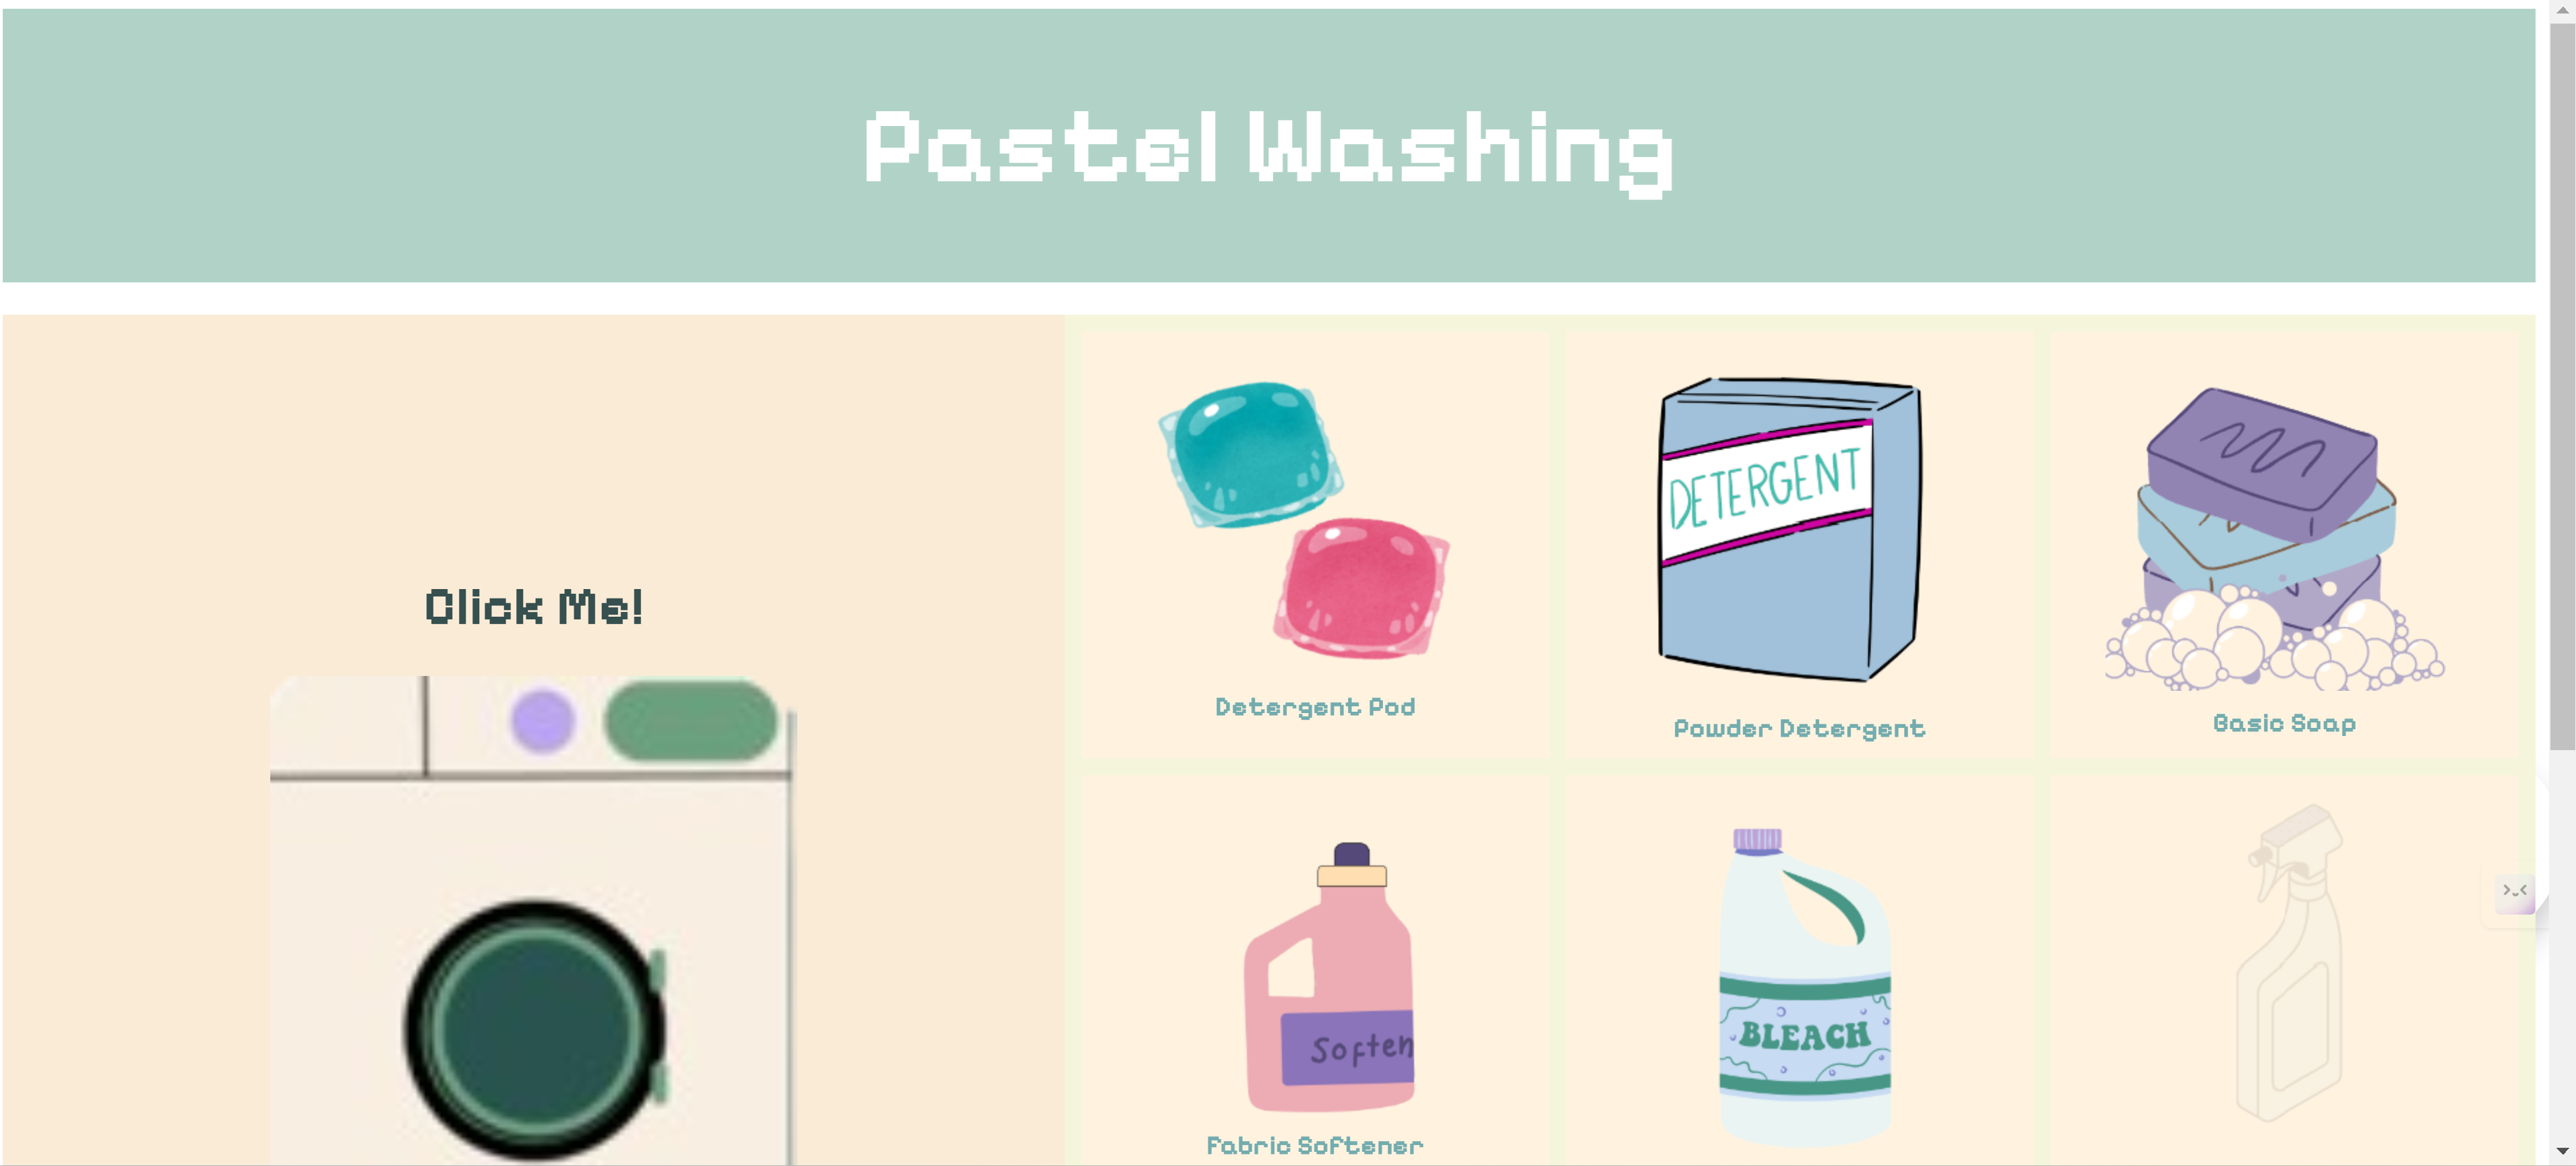 Pastel Washing
Click Me!
DETERGENT
Detergent Pod
Powder Detergent
Basic Soap
Soften
BLEACH
Fabric Softener